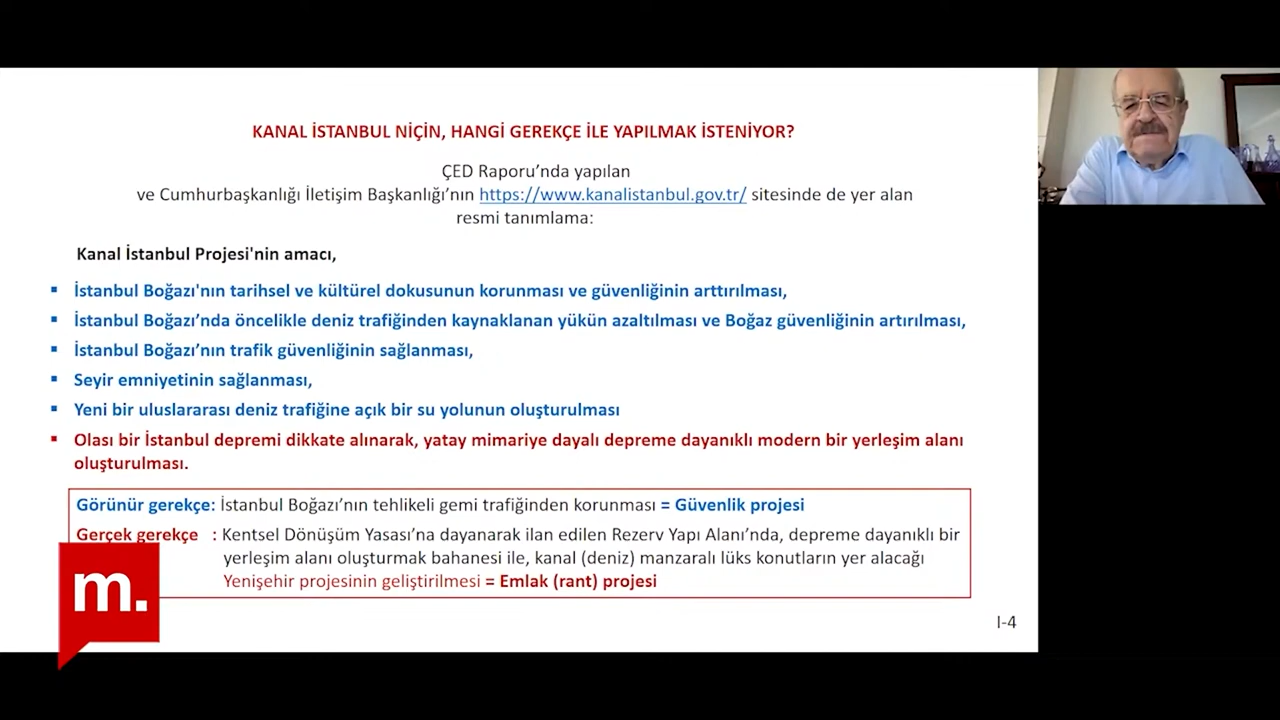 KANAL İSTANBUL NİÇİN, HANGİ GEREKÇE İLE YAPILMAK İSTENİYOR?
ÇED Raporu’nda yapılan
ve Cumhurbaşkanlığı İletişim Başkanlığı’nın https://www.kanalistanbul.gov.tr/ sitesinde de yer alan
resmi tanımlama:
Kanal İstanbul Projesi'nin amacı,
▪ İstanbul Boğazı'nın tarihsel ve kültürel dokusunun korunması ve güvenliğinin arttırılması,
▪ İstanbul Boğazı’nda öncelikle deniz trafiğinden kaynaklanan yükün azaltılması ve Boğaz güvenliğinin artırılması,
▪ İstanbul Boğazı’nın trafik güvenliğinin sağlanması,
▪ Seyir emniyetinin sağlanması,
▪ Yeni bir uluslararası deniz trafiğine açık bir su yolunun oluşturulması
▪ Olası bir İstanbul depremi dikkate alınarak, yatay mimariye dayalı depreme dayanıklı modern bir yerleşim alanı
oluşturulması.
Görünür gerekçe: İstanbul Boğazı’nın tehlikeli gemi trafiğinden korunması = Güvenlik projesi
Gerçek gerekçe : Kentsel Dönüşüm Yasası’na dayanarak ilan edilen Rezerv Yapı Alanı’nda, depreme dayanıklı bir
yerleşim alanı oluşturmak bahanesi ile, kanal (deniz) manzaralı lüks konutların yer alacağı
Yenişehir projesinin geliştirilmesi = Emlak (rant) projesi
m.
I-4